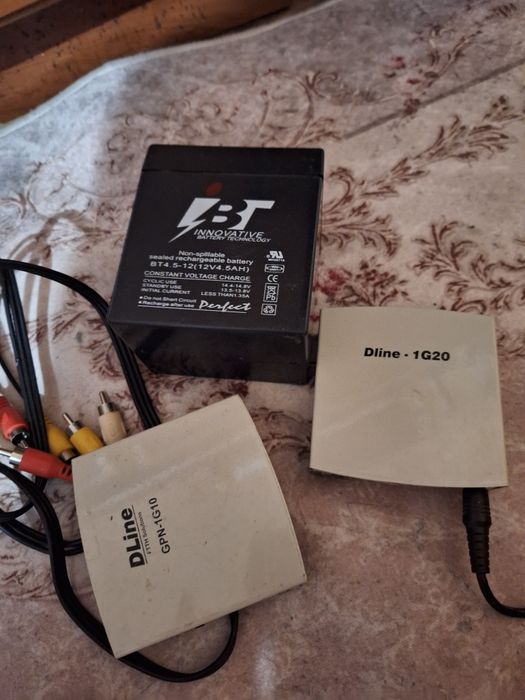 iBT
INNOVATIVE
BATTERY TECHNOLOGY
Non-spillable
sealed rechargeable battery
BT4.5-12(12V4.5AH)
CONSTANT VOLTAGE CHARGE
CYCLIC USE 14.4-14.8V
STANDBY USE 13.5-13.8V
INITIAL CURRENT LESS THAN1.35A
Do Not Short Circuit
Recharge after use
Perfect
Pb
Dline - 1G20
DLine
FTTH Solutions
GPN-1G10